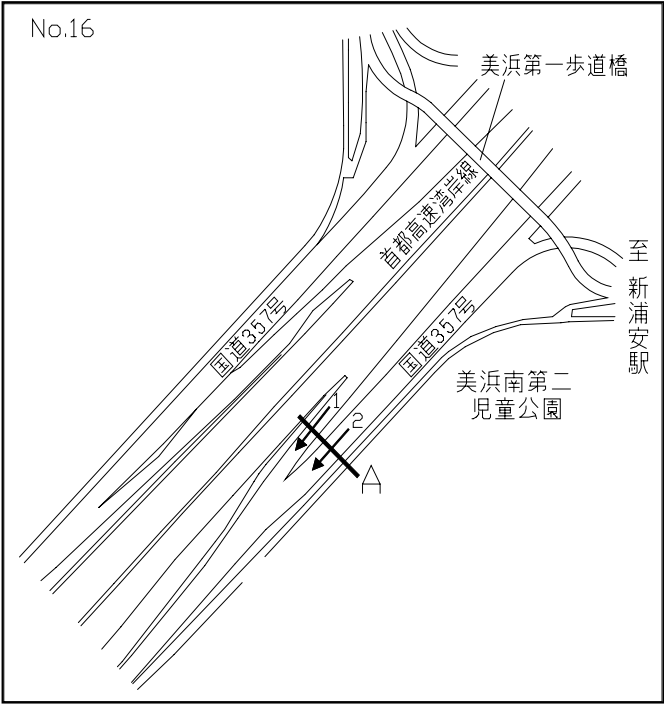 No.16
美浜第一歩道橋
首都高速湾岸線
至 新浦安駅
国道357号
国道357号
美浜南第二
児童公園
1
2
A